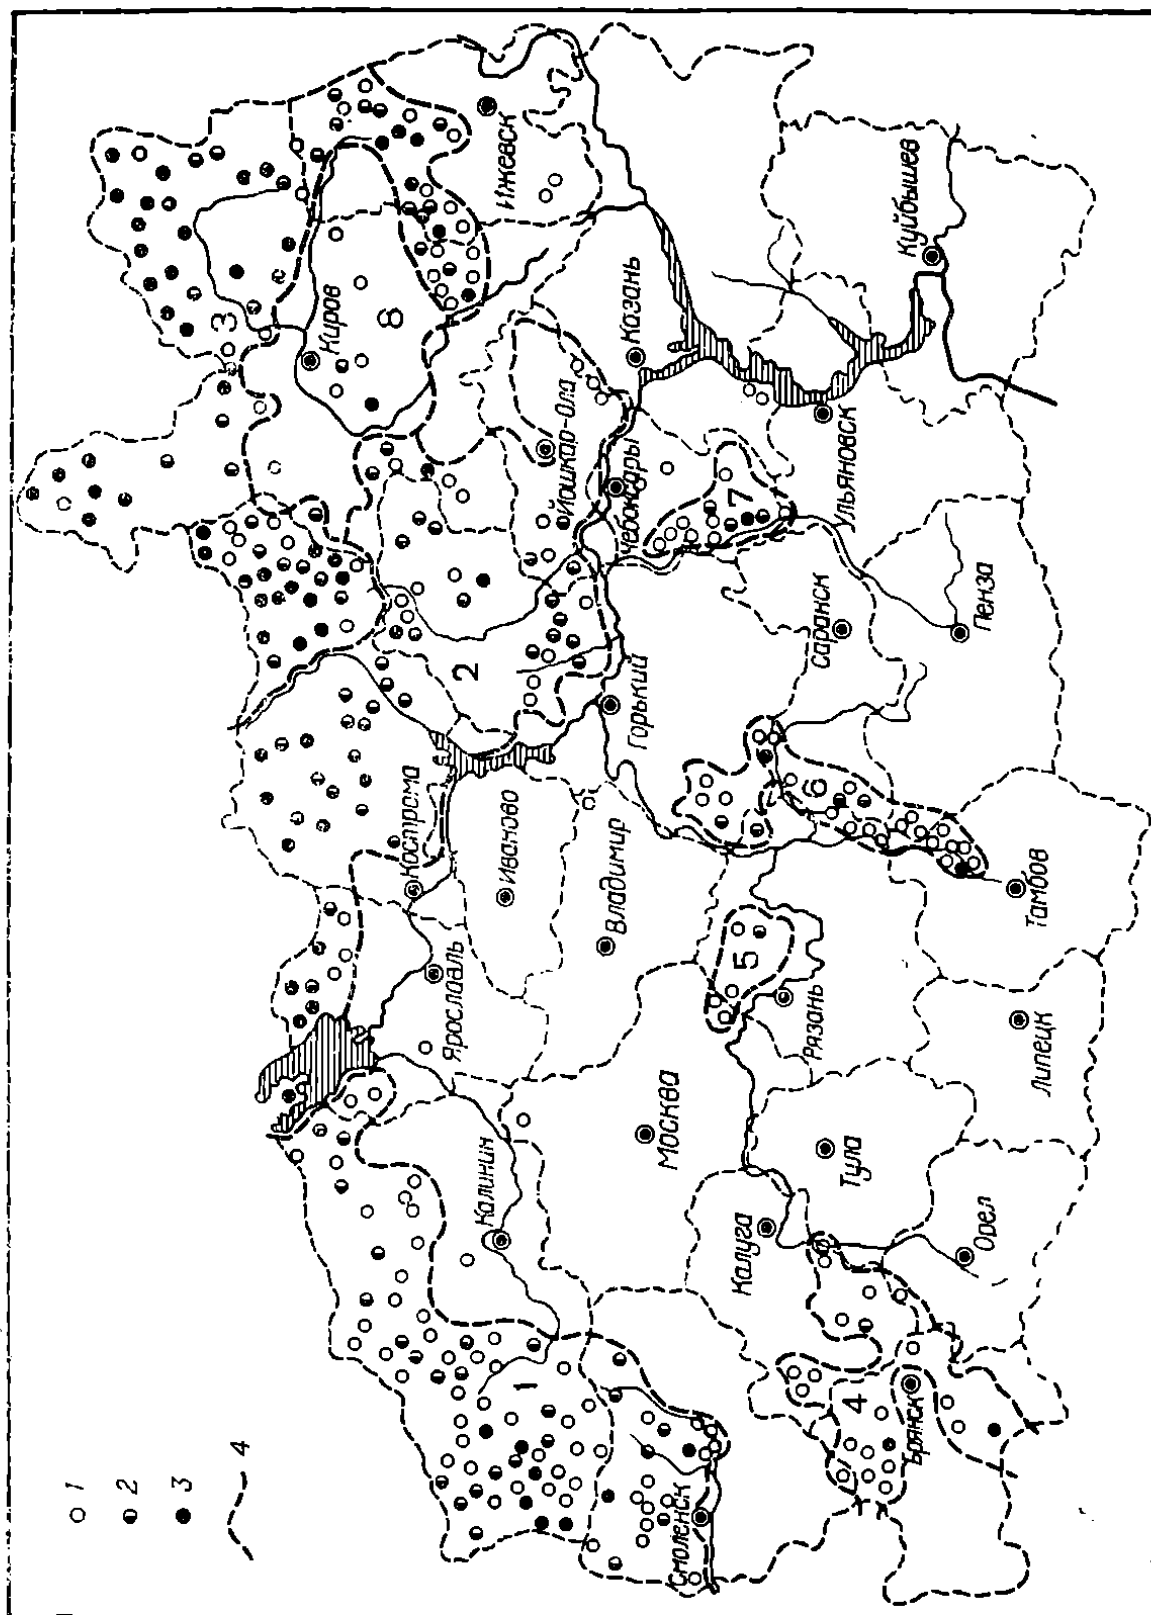 1
2
3
4
Ижевск
Киров
3
8
Казань
Куйбышев
Йошкар-Ола
Чебоксары
7
Ульяновск
2
Горький
Саранск
Пенза
Кострома
Иваново
Владимир
6
Тамбов
Ярославль
5
Рязань
Липецк
Москва
Тула
Калинин
Калуга
Орел
1
4
Брянск
Смоленск